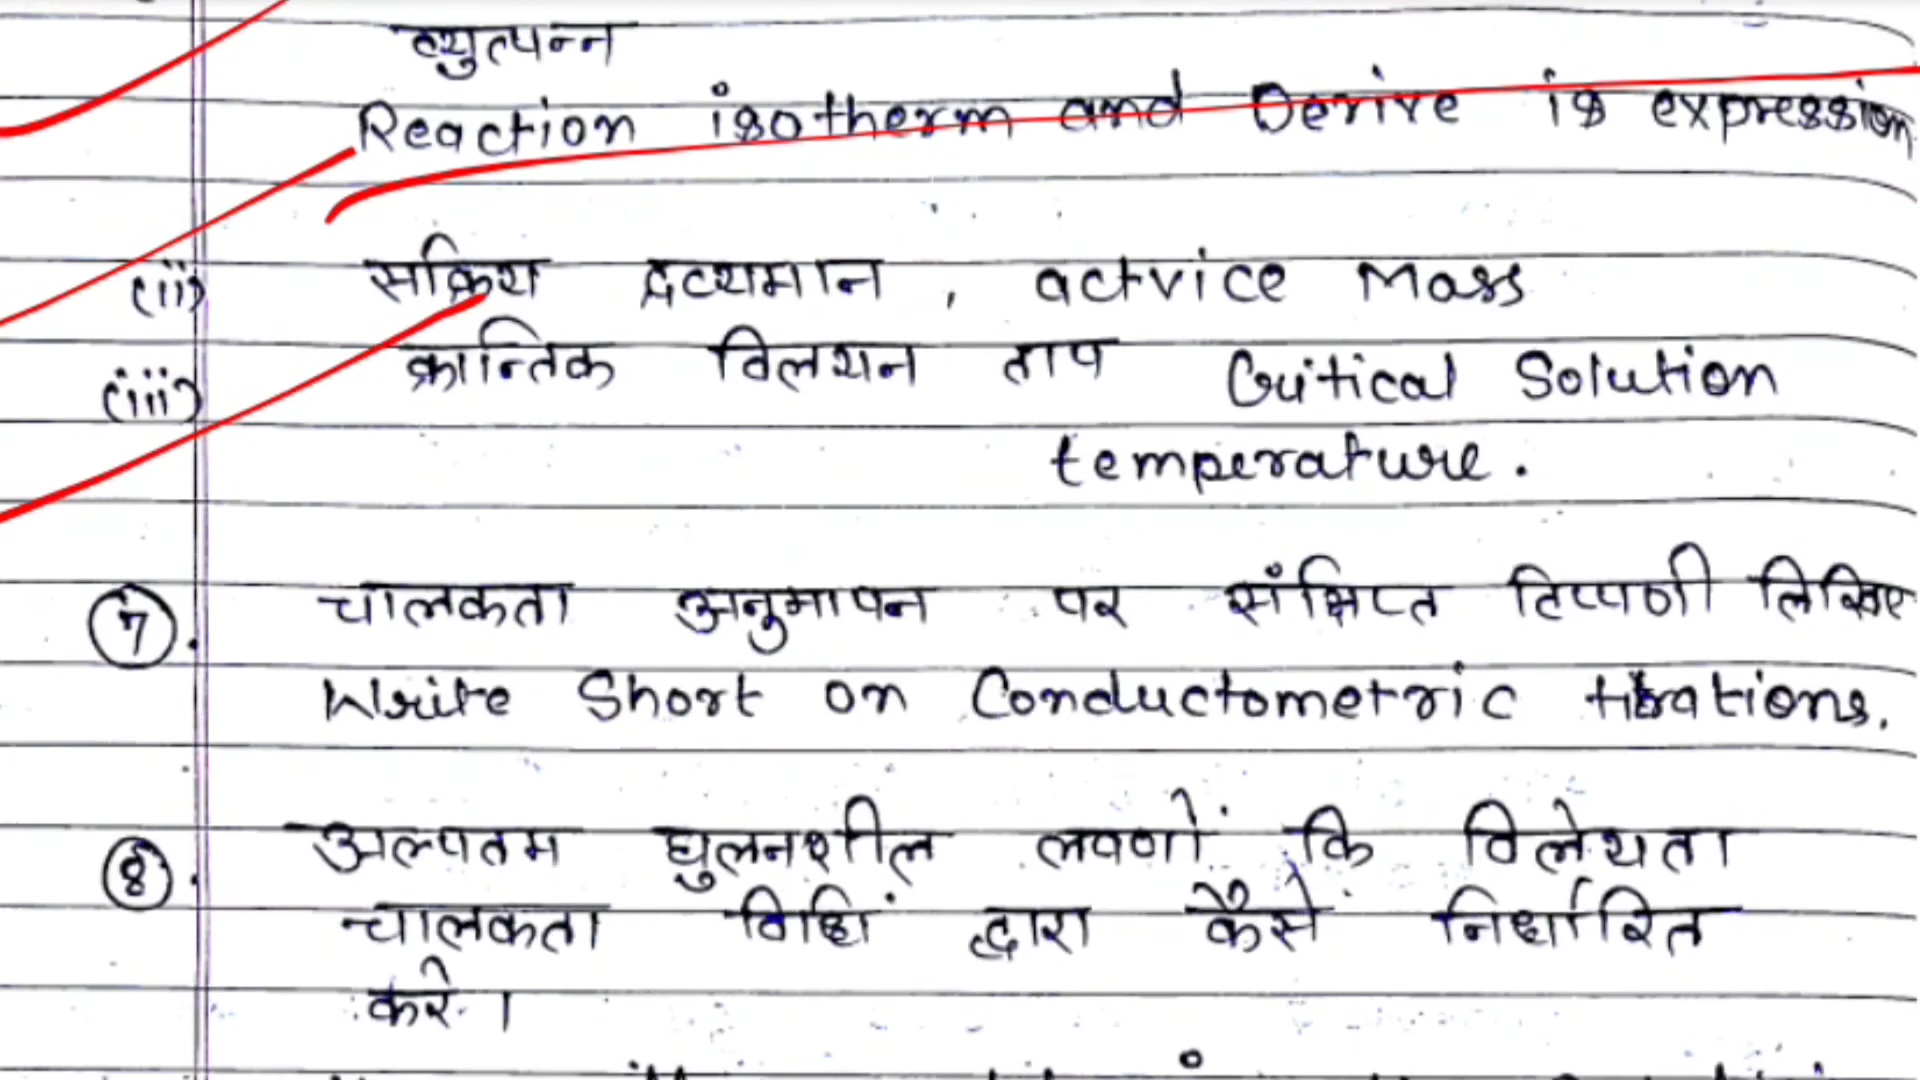 व्युत्पन्न
Reaction isotherm and Derive is expression
(ii) सक्रिय द्रव्यमान , actvice Mass
(iii) क्रान्तिक विलयन ताप Critical Solution
temperature.
7. चालकता अनुमापन पर संक्षिप्त टिप्पणी लिखिए
Write Short on Conductometric titrations.
8. अल्पतम घुलनशील लवणों कि विलेयता
चालकता विधि द्वारा कैसे निर्धारित
करे।